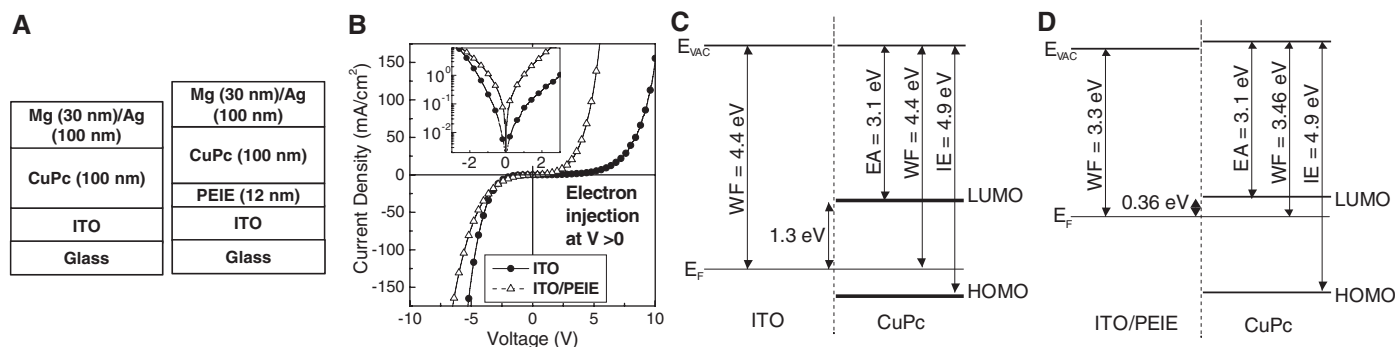 A
Mg (30 nm)/Ag
(100 nm)
CuPc (100 nm)
ITO
Glass
Mg (30 nm)/Ag
(100 nm)
CuPc (100 nm)
PEIE (12 nm)
ITO
Glass
B
Current Density (mA/cm²)
150
100
50
0
-50
-100
-150
10⁰
10⁻¹
10⁻²
-2 0 2
Electron
injection
at V >0
ITO
ITO/PEIE
-10 -5 0 5 10
Voltage (V)
C
E_VAC
WF = 4.4 eV
EA = 3.1 eV
WF = 4.4 eV
IE = 4.9 eV
LUMO
1.3 eV
E_F
HOMO
ITO
CuPc
D
E_VAC
WF = 3.3 eV
EA = 3.1 eV
WF = 3.46 eV
IE = 4.9 eV
0.36 eV
LUMO
E_F
HOMO
ITO/PEIE
CuPc